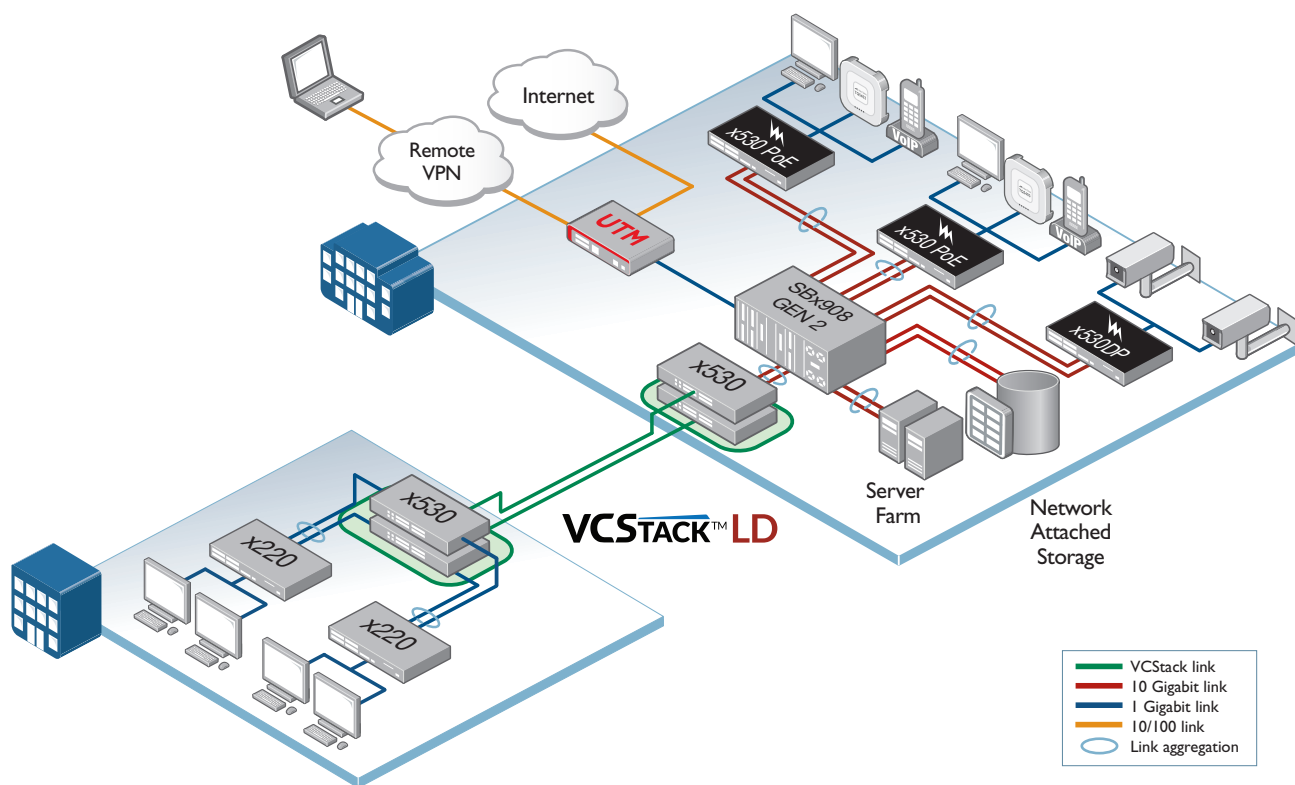 Internet
Remote
VPN
UTM
x530 PoE
VoIP
x530 PoE
VoIP
SBx908
GEN 2
x530DP
x530
Server
Farm
Network
Attached
Storage
VCSTACK™ LD
x530
x220
x220
VCStack link
10 Gigabit link
1 Gigabit link
10/100 link
Link aggregation